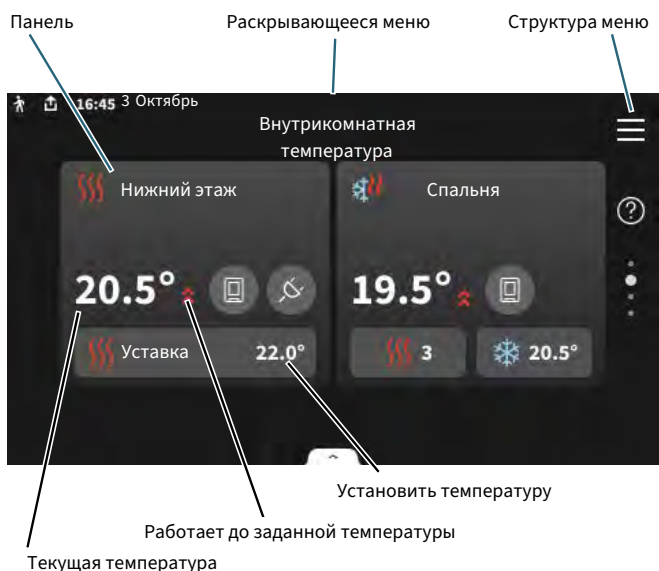 Панель
Раскрывающееся меню
Структура меню
16:45 3 Октябрь
Внутрикомнатная
температура
Нижний этаж
Спальня
?
20.5°
19.5°
Уставка 22.0°
3
20.5°
Установить температуру
Работает до заданной температуры
Текущая температура